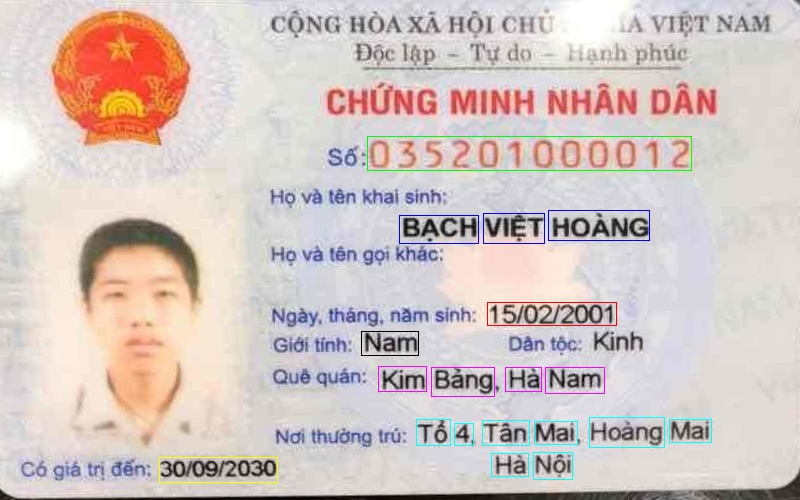 CỘNG HÒA XÃ HỘI CHỦ VIỆT NAM
Độc lập - Tự do - Hạnh phúc
CHỨNG MINH NHÂN DÂN
Số: 035201000012
Họ và tên khai sinh:
BẠCH VIỆT HOÀNG
Họ và tên gọi khác:
Ngày, tháng, năm sinh: 15/02/2001
Giới tính: Nam Dân tộc: Kinh
Quê quán: Kim Bảng, Hà Nam
Nơi thường trú: Tổ 4, Tân Mai, Hoàng Mai
Hà Nội
Có giá trị đến: 30/09/2030